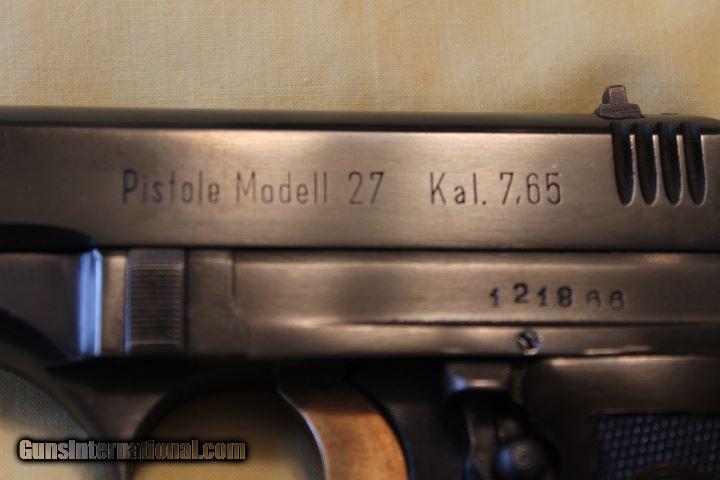 Pistole Modell 27 Kal. 7,65
121866
GunsInternational.com